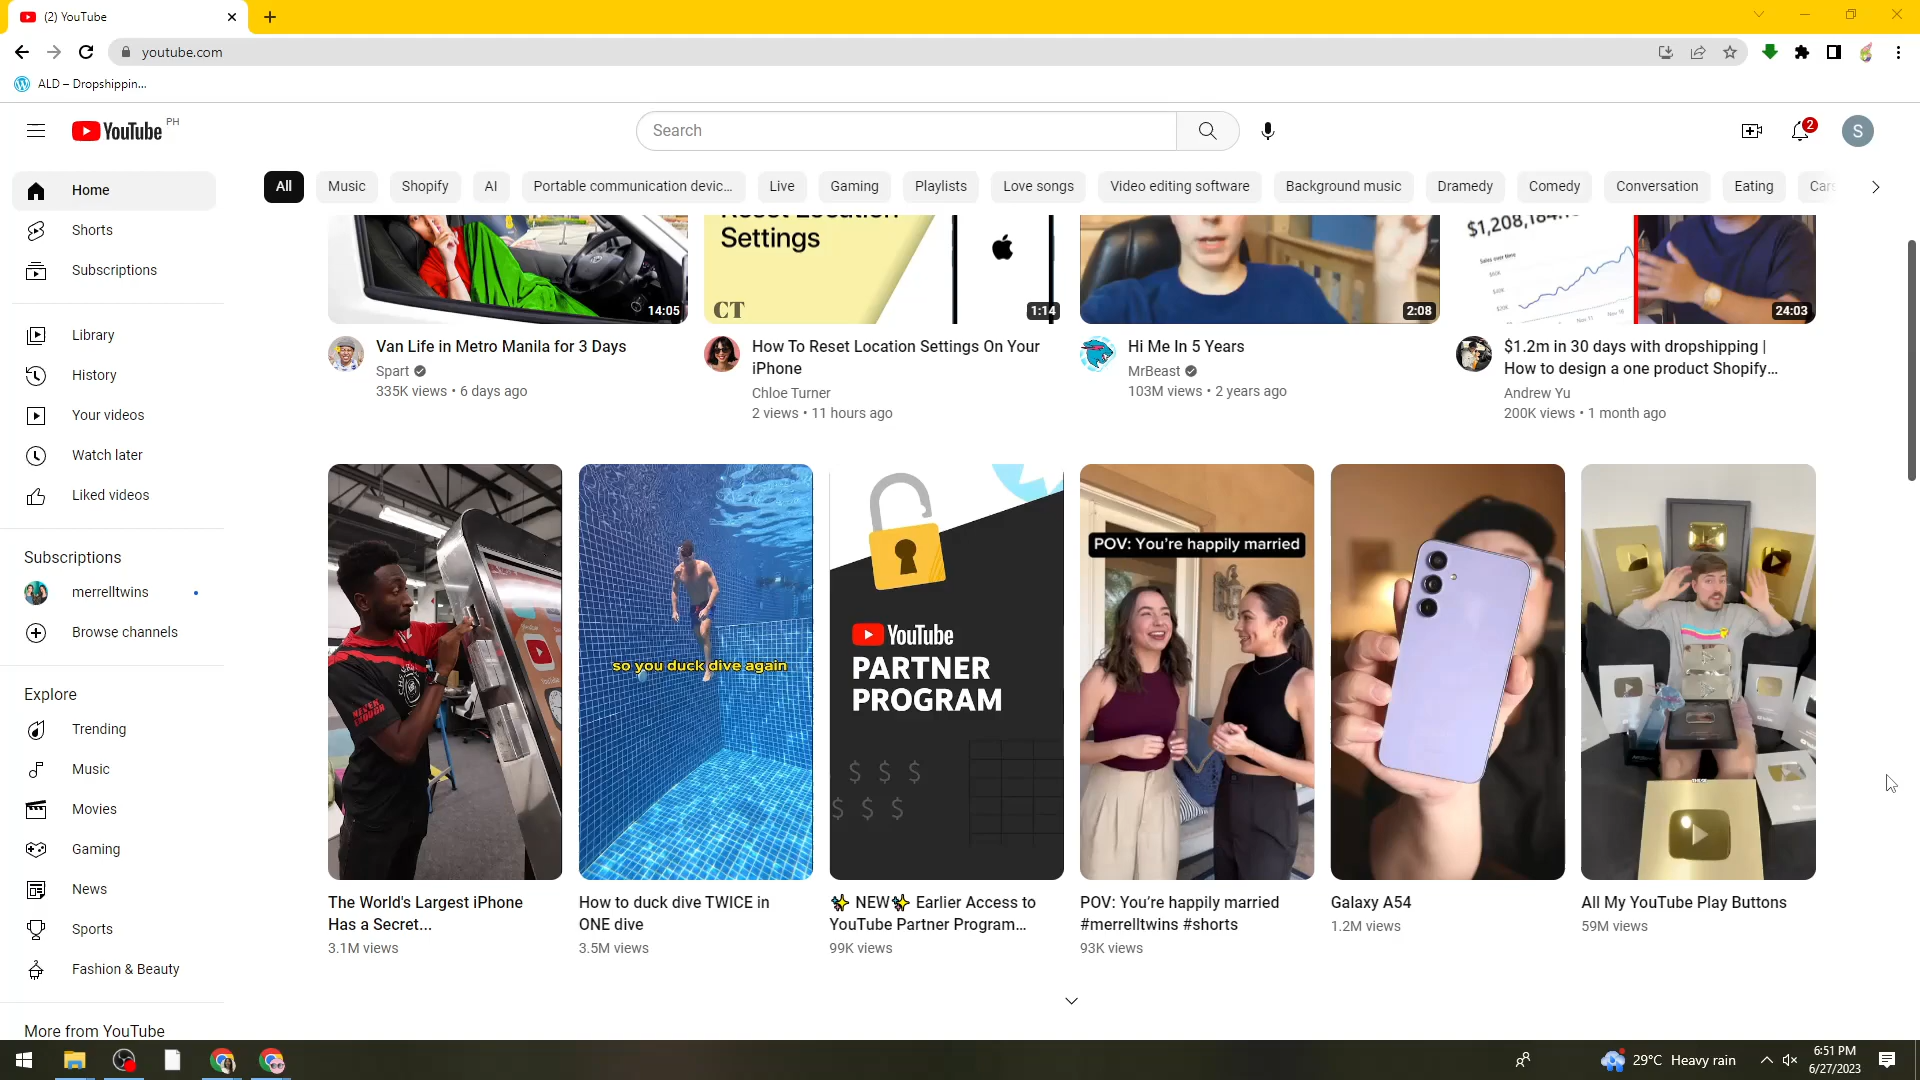 (2) YouTube
youtube.com
ALD – Dropshippin...
YouTube PH
Search
2
S
All
Music
Shopify
AI
Portable communication devic...
Live
Gaming
Playlists
Love songs
Video editing software
Background music
Dramedy
Comedy
Conversation
Eating
Home
Shorts
Subscriptions
Library
History
Your videos
Watch later
Liked videos
Subscriptions
merrelltwins
Browse channels
Explore
Trending
Music
Movies
Gaming
News
Sports
Fashion & Beauty
More from YouTube
14:05
Van Life in Metro Manila for 3 Days
Spart
335K views • 6 days ago
Reset Location
Settings
CT
1:14
How To Reset Location Settings On Your
iPhone
Chloe Turner
2 views • 11 hours ago
2:08
Hi Me In 5 Years
MrBeast
103M views • 2 years ago
Sales over time
24:03
$1.2m in 30 days with dropshipping |
How to design a one product Shopify...
Andrew Yu
200K views • 1 month ago
The World's Largest iPhone
Has a Secret...
3.1M views
so you duck dive again
How to duck dive TWICE in
ONE dive
3.5M views
YouTube
PARTNER
PROGRAM
$ $ $
$ $ $
✨ NEW✨ Earlier Access to
YouTube Partner Program...
99K views
POV: You're happily married
POV: You're happily married
#merrelltwins #shorts
93K views
Galaxy A54
1.2M views
All My YouTube Play Buttons
59M views
29°C Heavy rain
6:51 PM
6/27/2023